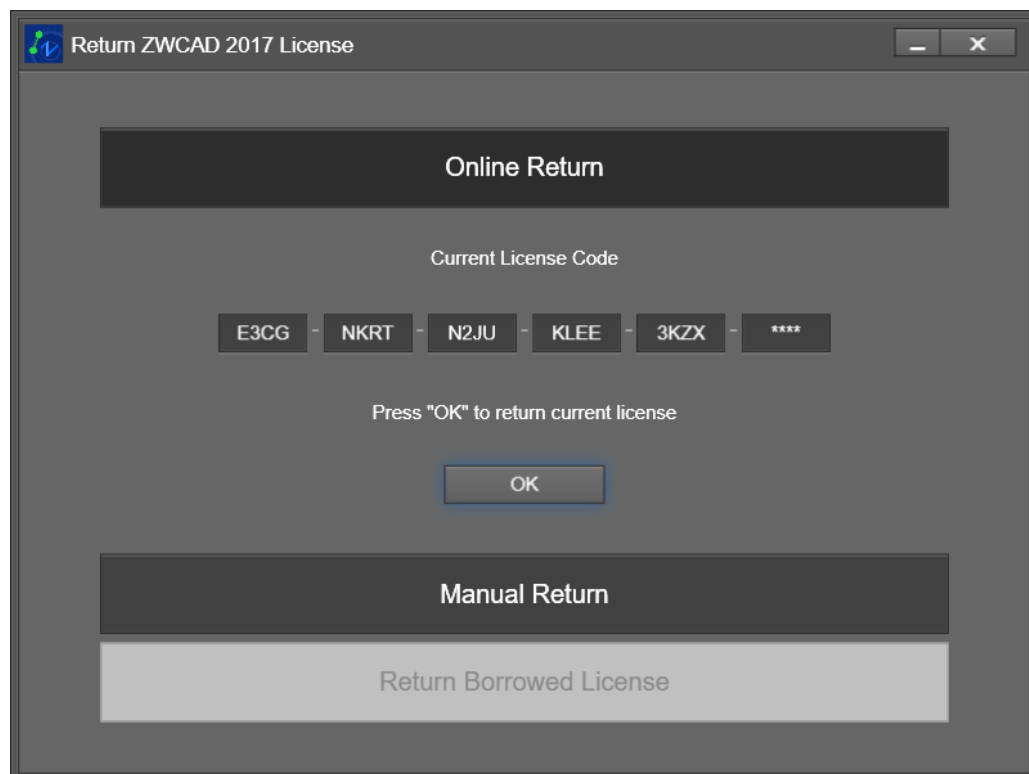 Return ZWCAD 2017 License
Online Return
Current License Code
E3CG - NKRT - N2JU - KLEE - 3KZX - ****
Press "OK" to return current license
OK
Manual Return
Return Borrowed License